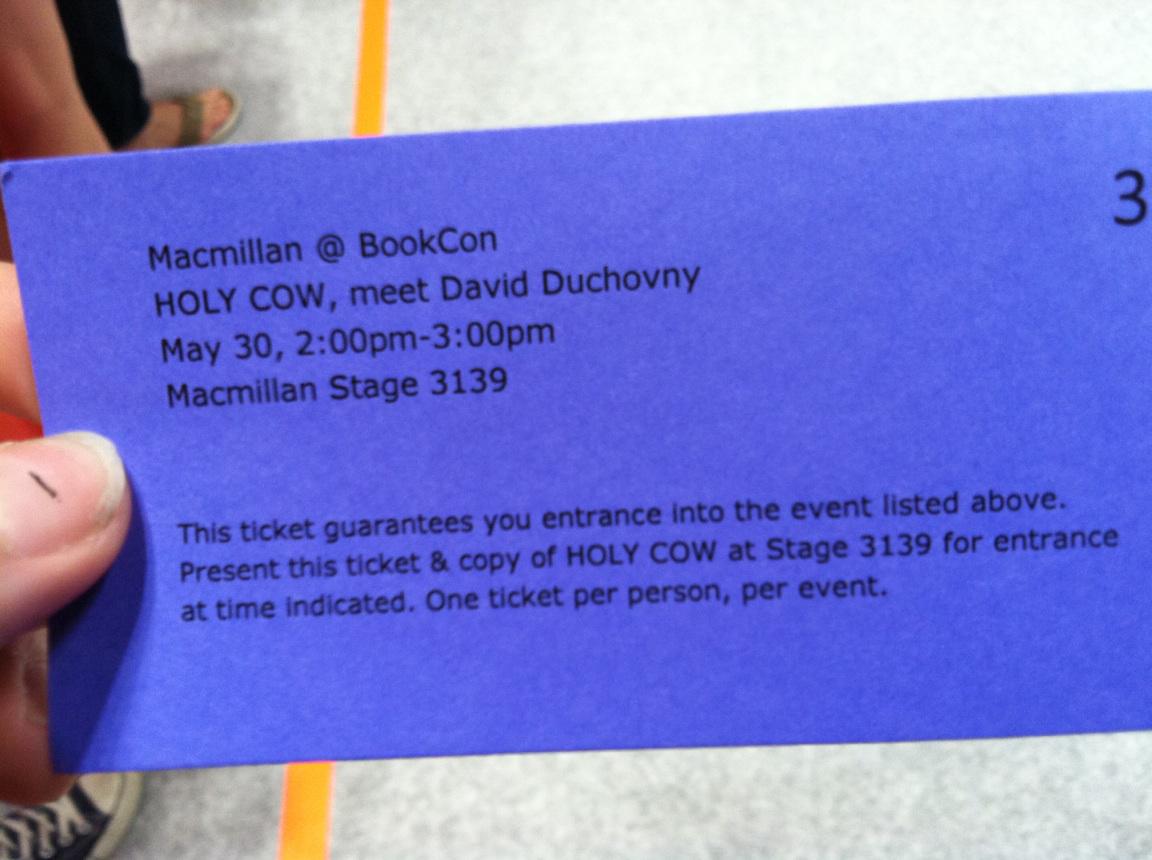 3
Macmillan @ BookCon
HOLY COW, meet David Duchovny
May 30, 2:00pm-3:00pm
Macmillan Stage 3139
This ticket guarantees you entrance into the event listed above.
Present this ticket & copy of HOLY COW at Stage 3139 for entrance
at time indicated. One ticket per person, per event.